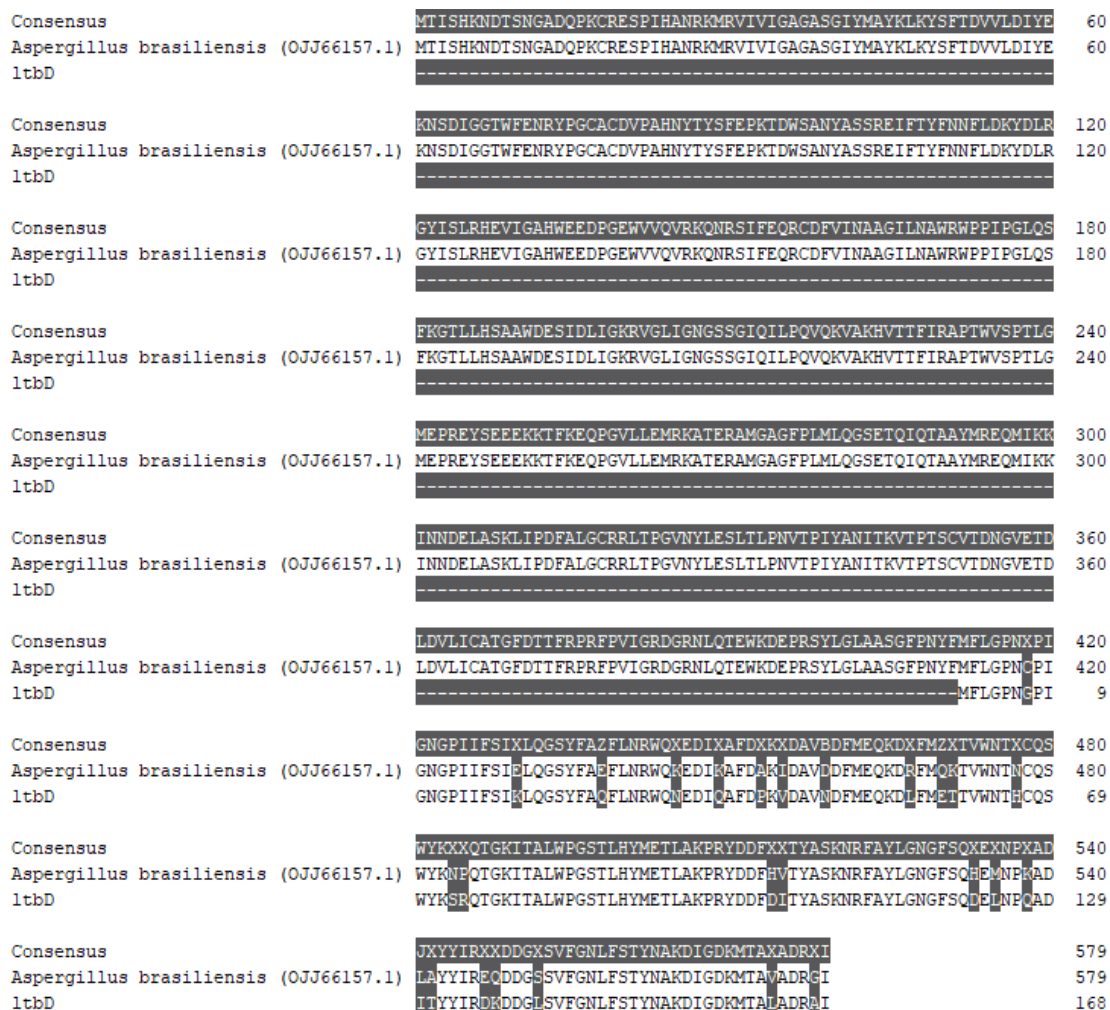 Consensus MTISHKNDTSNGADQPKCRESPIHANRKMRVIVIGAGASGIYMAYKLKYSFTDVVLDIYE 60
Aspergillus brasiliensis (OJJ66157.1) MTISHKNDTSNGADQPKCRESPIHANRKMRVIVIGAGASGIYMAYKLKYSFTDVVLDIYE 60
ltbD ------------------------------------------------------------
Consensus KNSDIGGTWFENRYPGCACDVPAHNYTYSFEPKTDWSANYASSREIFTYFNNFLDKYDLR 120
Aspergillus brasiliensis (OJJ66157.1) KNSDIGGTWFENRYPGCACDVPAHNYTYSFEPKTDWSANYASSREIFTYFNNFLDKYDLR 120
ltbD ------------------------------------------------------------
Consensus GYISLRHEVIGAHWEEDPGEWVVQVRKQNRSIFEQRCDFVINAAGILNAWRWPPIPGLQS 180
Aspergillus brasiliensis (OJJ66157.1) GYISLRHEVIGAHWEEDPGEWVVQVRKQNRSIFEQRCDFVINAAGILNAWRWPPIPGLQS 180
ltbD ------------------------------------------------------------
Consensus FKGTLLHSAAWDESIDLIGKRVGLIGNGSSGIQILPQVQKVAKHVTTFIRAPTWVSPTLG 240
Aspergillus brasiliensis (OJJ66157.1) FKGTLLHSAAWDESIDLIGKRVGLIGNGSSGIQILPQVQKVAKHVTTFIRAPTWVSPTLG 240
ltbD ------------------------------------------------------------
Consensus MEPREYSEEEKKTFKEQPGVLLEMRKATERAMGAGFPLMLQGSETQIQTAAYMREQMIKK 300
Aspergillus brasiliensis (OJJ66157.1) MEPREYSEEEKKTFKEQPGVLLEMRKATERAMGAGFPLMLQGSETQIQTAAYMREQMIKK 300
ltbD ------------------------------------------------------------
Consensus INNDELASKLIPDFALGCRRLTPGVNYLESLTLPNVTPIYANITKVTPTSCVTDNGVETD 360
Aspergillus brasiliensis (OJJ66157.1) INNDELASKLIPDFALGCRRLTPGVNYLESLTLPNVTPIYANITKVTPTSCVTDNGVETD 360
ltbD ------------------------------------------------------------
Consensus LDVLICATGFDTTFRPRFPVIGRDGRNLQTEWKDEPRSYLGLAASGFPNYFMFLGPNXPI 420
Aspergillus brasiliensis (OJJ66157.1) LDVLICATGFDTTFRPRFPVIGRDGRNLQTEWKDEPRSYLGLAASGFPNYFMFLGPNCPI 420
ltbD ---------------------------------------------------MFLGPNGPI 9
Consensus GNGPIIFSIXLQGSYFAZFLNRWQXEDIXAFDXKXDAVBDFMEQKDXFMZXTVWNTXCQS 480
Aspergillus brasiliensis (OJJ66157.1) GNGPIIFSIELQGSYFAEFLNRWQKEDIKAFDAKIDAVDDFMEQKDRFMQKTVWNTNCQS 480
ltbD GNGPIIFSIKLQGSYFAQFLNRWQNEDIQAFDPKVDAVNDFMEQKDLFMETTVWNTHCQS 69
Consensus WYKXXQTGKITALWPGSTLHYMETLAKPRYDDFXXTYASKNRFAYLGNGFSQXEXNPXAD 540
Aspergillus brasiliensis (OJJ66157.1) WYKNPQTGKITALWPGSTLHYMETLAKPRYDDFHVTYASKNRFAYLGNGFSQHEMNPKAD 540
ltbD WYKSRQTGKITALWPGSTLHYMETLAKPRYDDFDITYASKNRFAYLGNGFSQDELNPQAD 129
Consensus JXYYIRXXDDGXSVFGNLFSTYNAKDIGDKMTAXADRXI 579
Aspergillus brasiliensis (OJJ66157.1) LAYYIREQDDGSSVFGNLFSTYNAKDIGDKMTAVADRGI 579
ltbD ITYYIRDKDDGLSVFGNLFSTYNAKDIGDKMTALADRAI 168